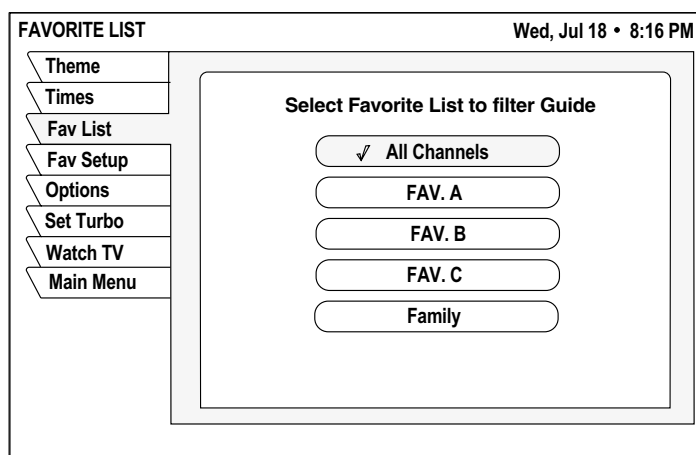 FAVORITE LIST
Wed, Jul 18 • 8:16 PM
Theme
Times
Fav List
Fav Setup
Options
Set Turbo
Watch TV
Main Menu
Select Favorite List to filter Guide
✓ All Channels
FAV. A
FAV. B
FAV. C
Family